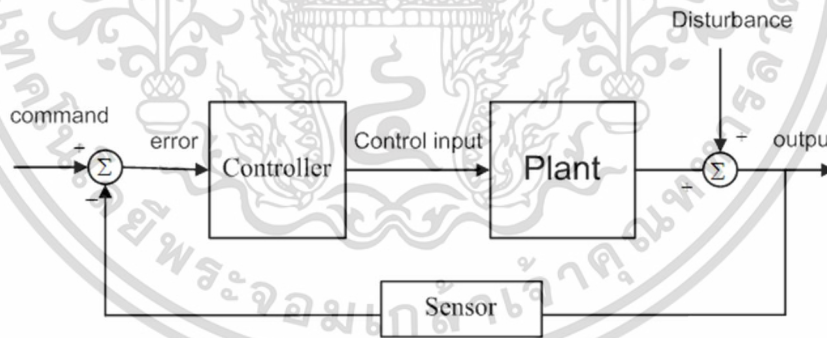 Disturbance
command
error
Controller
Control input
Plant
output
+
−
Σ
+
+
Σ
Sensor